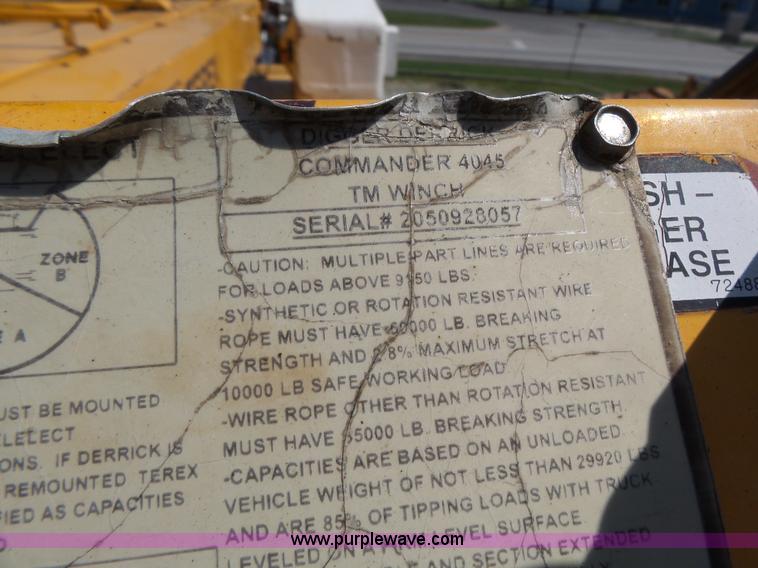 DIGGER DERRICK
COMMANDER 4045
TM WINCH
SERIAL# 2050928057
ELECT
ZONE
B
E A
-CAUTION: MULTIPLE PART LINES ARE REQUIRED
FOR LOADS ABOVE 9150 LBS.
-SYNTHETIC OR ROTATION RESISTANT WIRE
ROPE MUST HAVE 50000 LB. BREAKING
STRENGTH AND 2.8% MAXIMUM STRETCH AT
10000 LB SAFE WORKING LOAD
-WIRE ROPE OTHER THAN ROTATION RESISTANT
MUST HAVE 35000 LB. BREAKING STRENGTH
-CAPACITIES ARE BASED ON AN UNLOADED
VEHICLE WEIGHT OF NOT LESS THAN 29920 LBS
AND ARE 85% OF TIPPING LOADS WITH TRUCK
LEVELED ON A LEVEL SURFACE
AND SECTION EXTENDED
UST BE MOUNTED
ELELECT
ONS. IF DERRICK IS
REMOUNTED TEREX
FIED AS CAPACITIES
D
SH -
ER
ASE
7248
www.purplewave.com